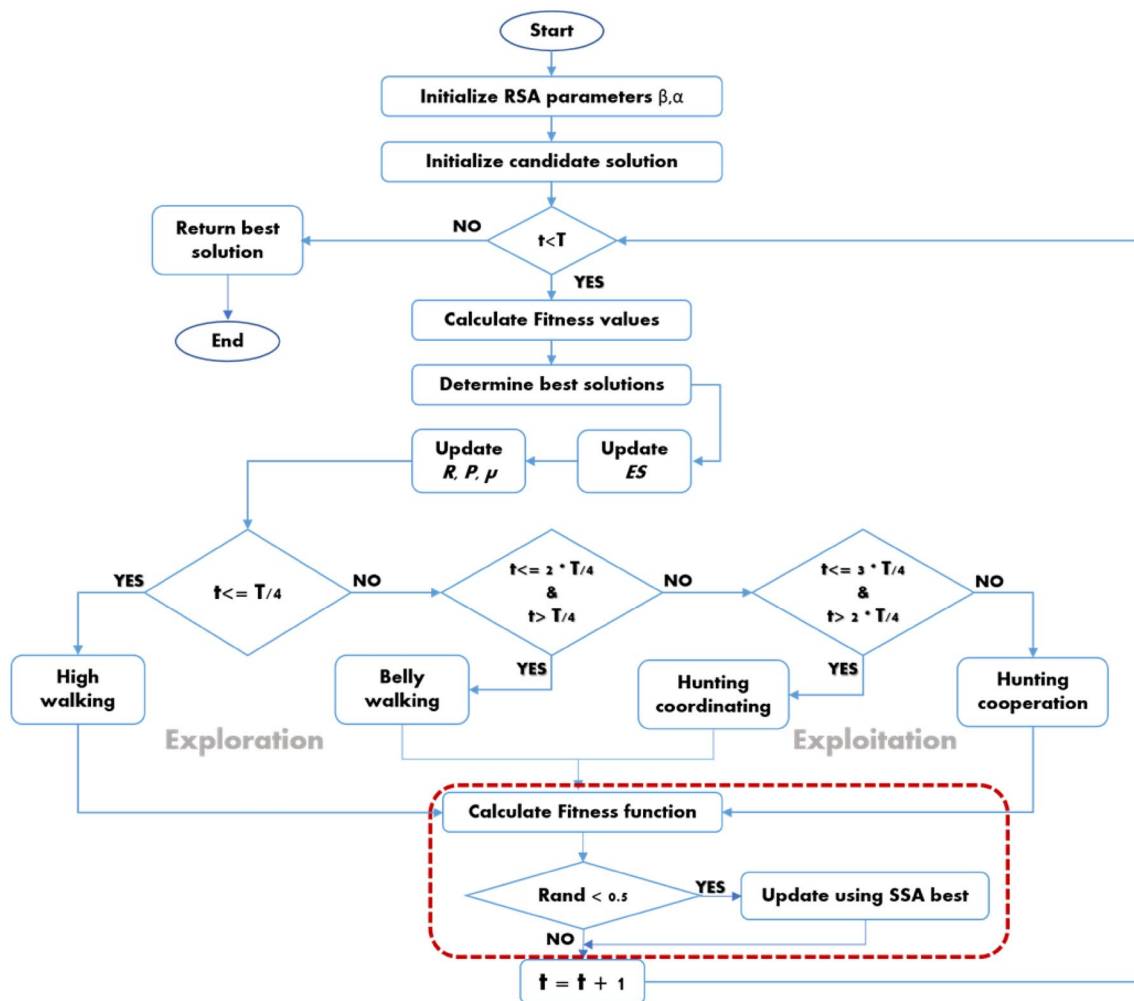 Start
Initialize RSA parameters β,α
Initialize candidate solution
NO
Return best
solution
t<T
YES
End
Calculate Fitness values
Determine best solutions
Update
R, P, μ
Update
ES
YES
t<= T/4
NO
t<= 2 * T/4
&
t> T/4
NO
t<= 3 * T/4
&
t> 2 * T/4
NO
YES
YES
High
walking
Belly
walking
Hunting
coordinating
Hunting
cooperation
Exploration
Exploitation
Calculate Fitness function
Rand < 0.5
YES
Update using SSA best
NO
t = t + 1